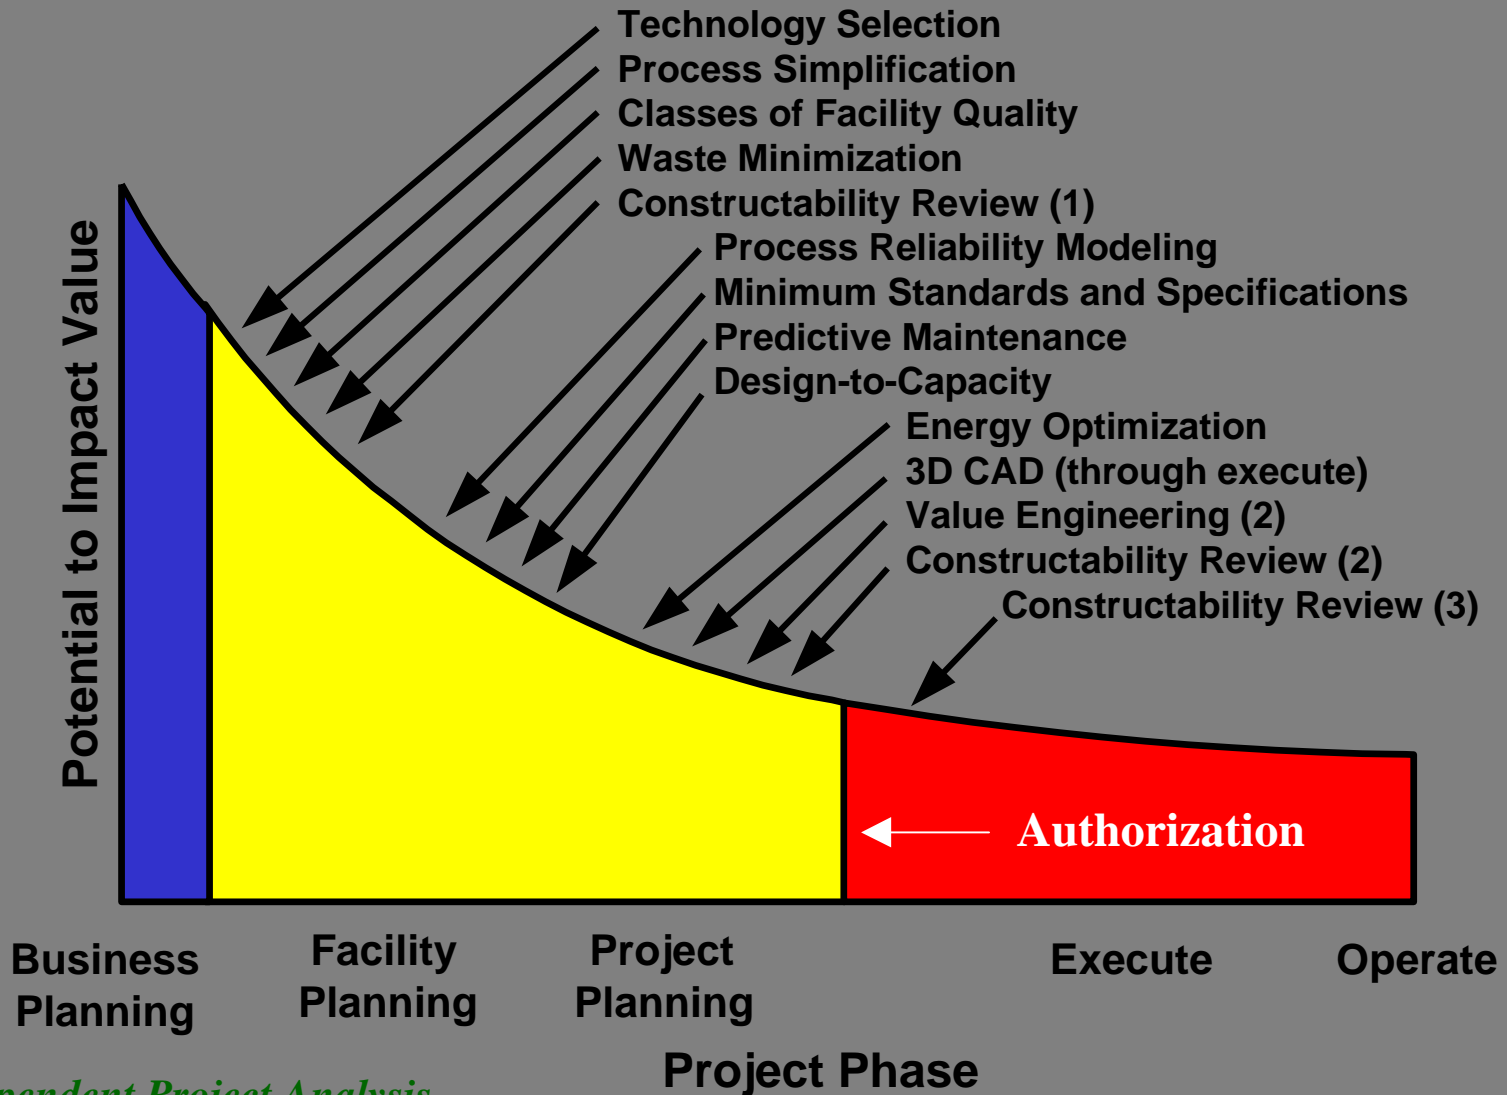 Technology Selection
Process Simplification
Classes of Facility Quality
Waste Minimization
Constructability Review (1)
Process Reliability Modeling
Minimum Standards and Specifications
Predictive Maintenance
Design-to-Capacity
Energy Optimization
3D CAD (through execute)
Value Engineering (2)
Constructability Review (2)
Constructability Review (3)
Potential to Impact Value
Authorization
Business
Planning
Facility
Planning
Project
Planning
Execute
Operate
Project Phase
Project Analysis